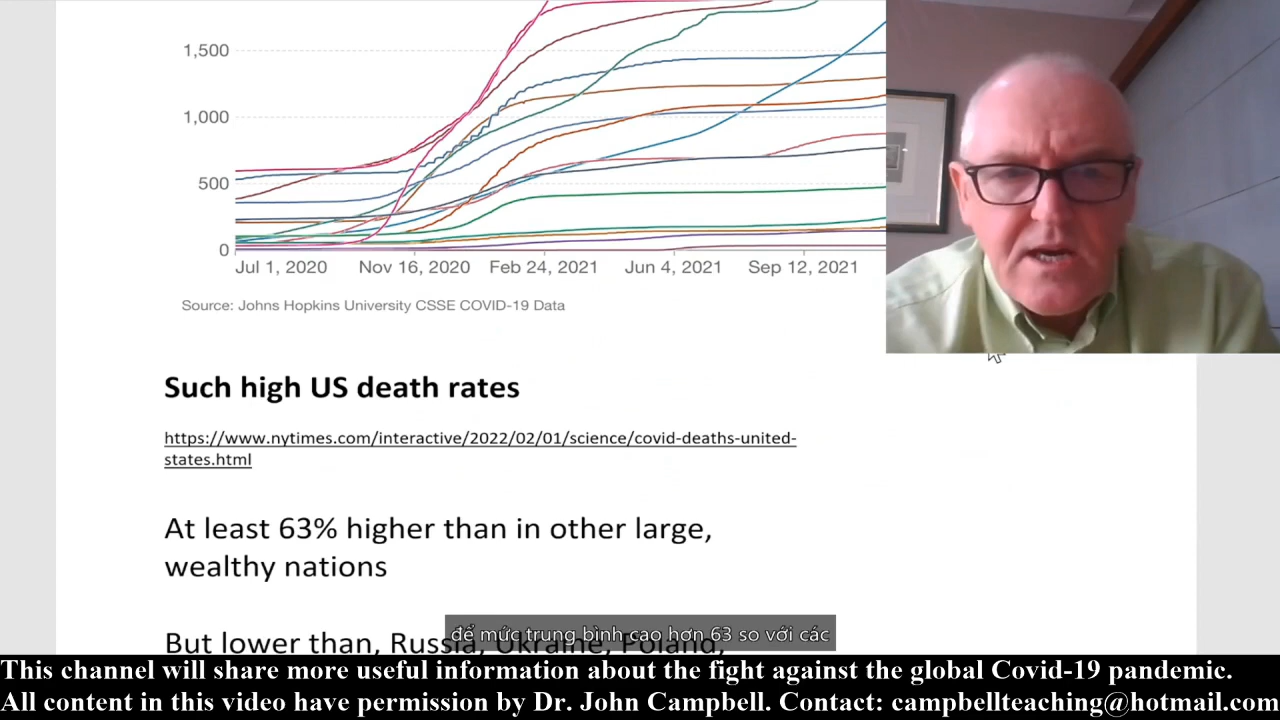 1,500
1,000
500
0
Jul 1, 2020 Nov 16, 2020 Feb 24, 2021 Jun 4, 2021 Sep 12, 2021
Source: Johns Hopkins University CSSE COVID-19 Data
Such high US death rates
https://www.nytimes.com/interactive/2022/02/01/science/covid-deaths-united-
states.html
At least 63% higher than in other large,
wealthy nations
But lower than, Russia, Ukraine, Poland,
để mức trung bình cao hơn 63 so với các
This channel will share more useful information about the fight against the global Covid-19 pandemic.
All content in this video have permission by Dr. John Campbell. Contact: campbellteaching@hotmail.com